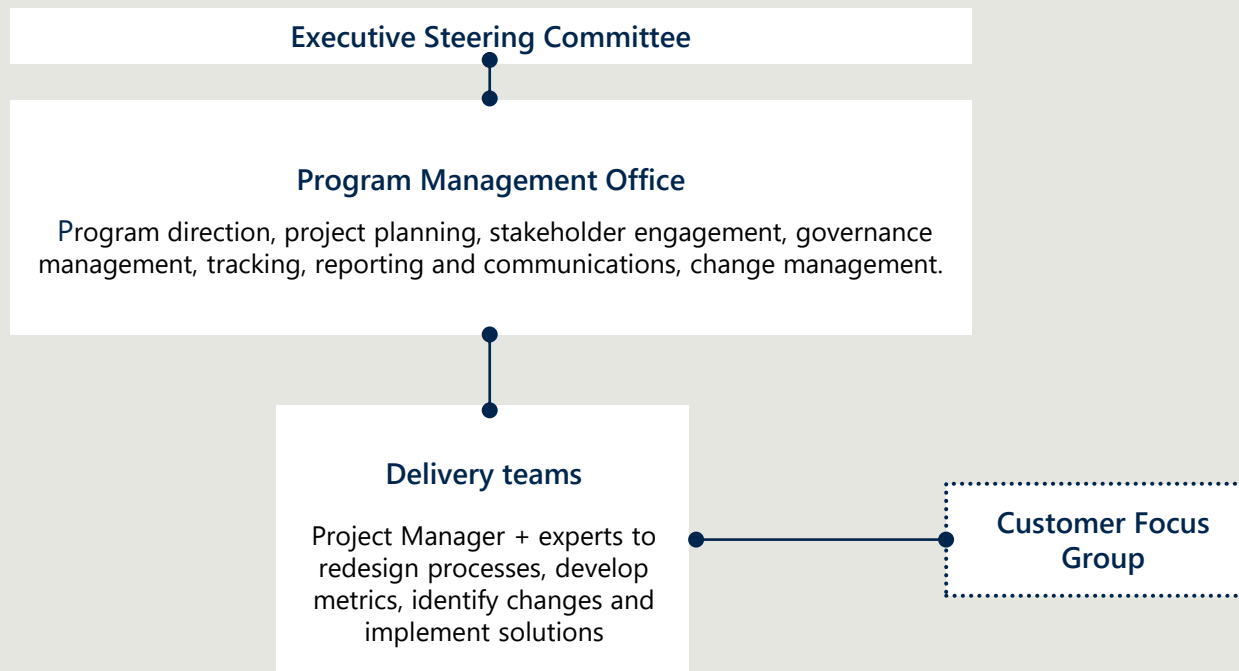 Executive Steering Committee
Program Management Office
Program direction, project planning, stakeholder engagement, governance
management, tracking, reporting and communications, change management.
Delivery teams
Project Manager + experts to
redesign processes, develop
metrics, identify changes and
implement solutions
Customer Focus
Group